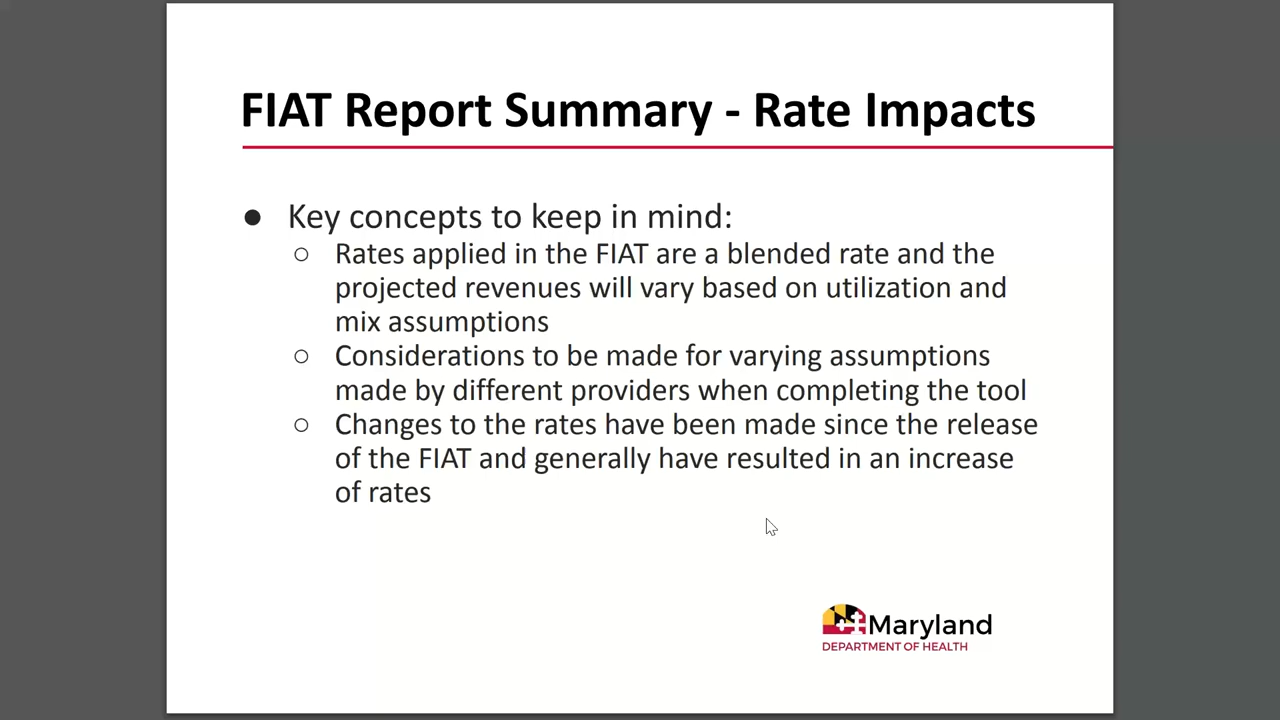 FIAT Report Summary - Rate Impacts
● Key concepts to keep in mind:
○ Rates applied in the FIAT are a blended rate and the
projected revenues will vary based on utilization and
mix assumptions
○ Considerations to be made for varying assumptions
made by different providers when completing the tool
○ Changes to the rates have been made since the release
of the FIAT and generally have resulted in an increase
of rates
Maryland
DEPARTMENT OF HEALTH